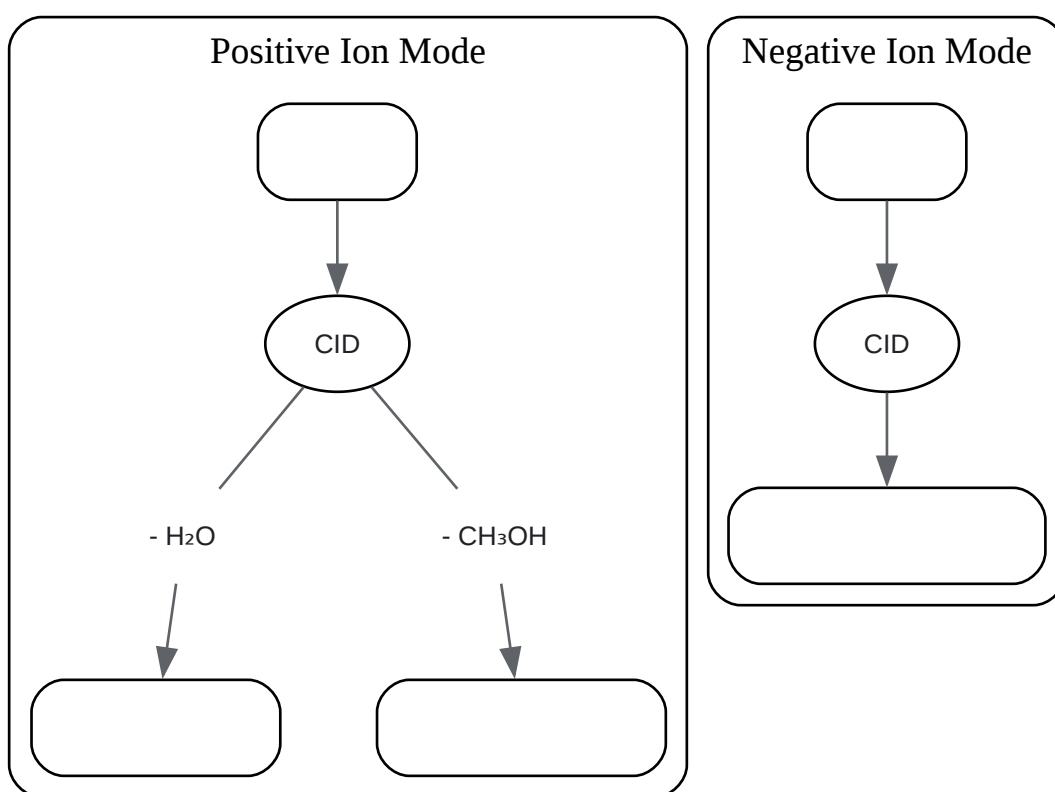 Positive Ion Mode
Negative Ion Mode
CID
CID
- H₂O
- CH₃OH